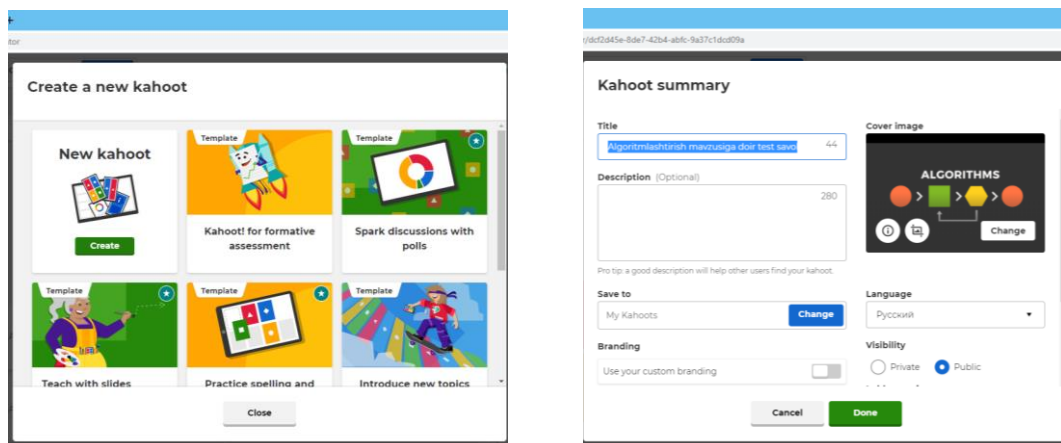 +
tor
Create a new kahoot
New kahoot
Create
Template
Kahoot! for formative
assessment
Template
Spark discussions with
polls
Template
Teach with slides
Template
Practice spelling and
Template
Introduce new topics
Close
r/dcf2d45e-8de7-42b4-abfc-9a37c1dcd09a
Kahoot summary
Title
Algoritmlashtirish mavzusiga doir test savol
44
Description (Optional)
280
Pro tip: a good description will help other users find your kahoot.
Save to
My Kahoots
Change
Branding
Use your custom branding
Cover image
ALGORITHMS
Change
Language
Русский
Visibility
Private
Public
Cancel
Done